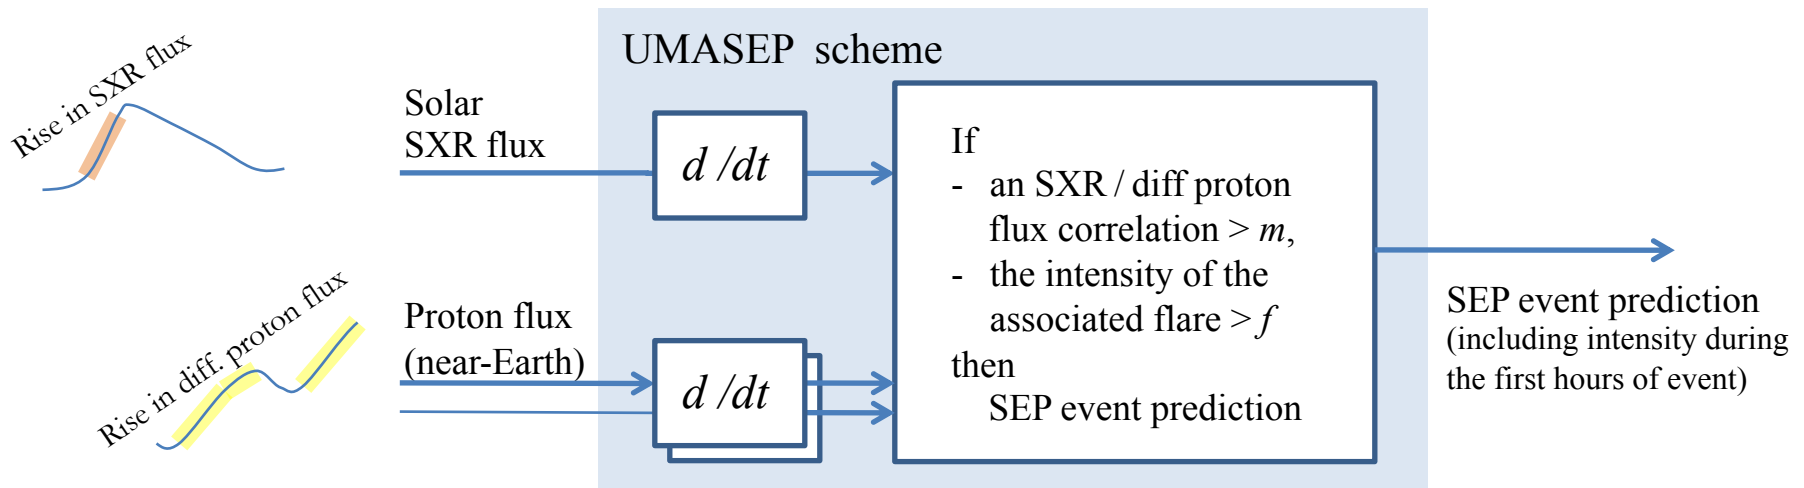 Rise in SXR flux
Solar
SXR flux
UMASEP scheme
d /dt
Rise in diff. proton flux
Proton flux
(near-Earth)
d /dt
If
- an SXR / diff proton
flux correlation > m,
- the intensity of the
associated flare > f
then
SEP event prediction
SEP event prediction
(including intensity during
the first hours of event)